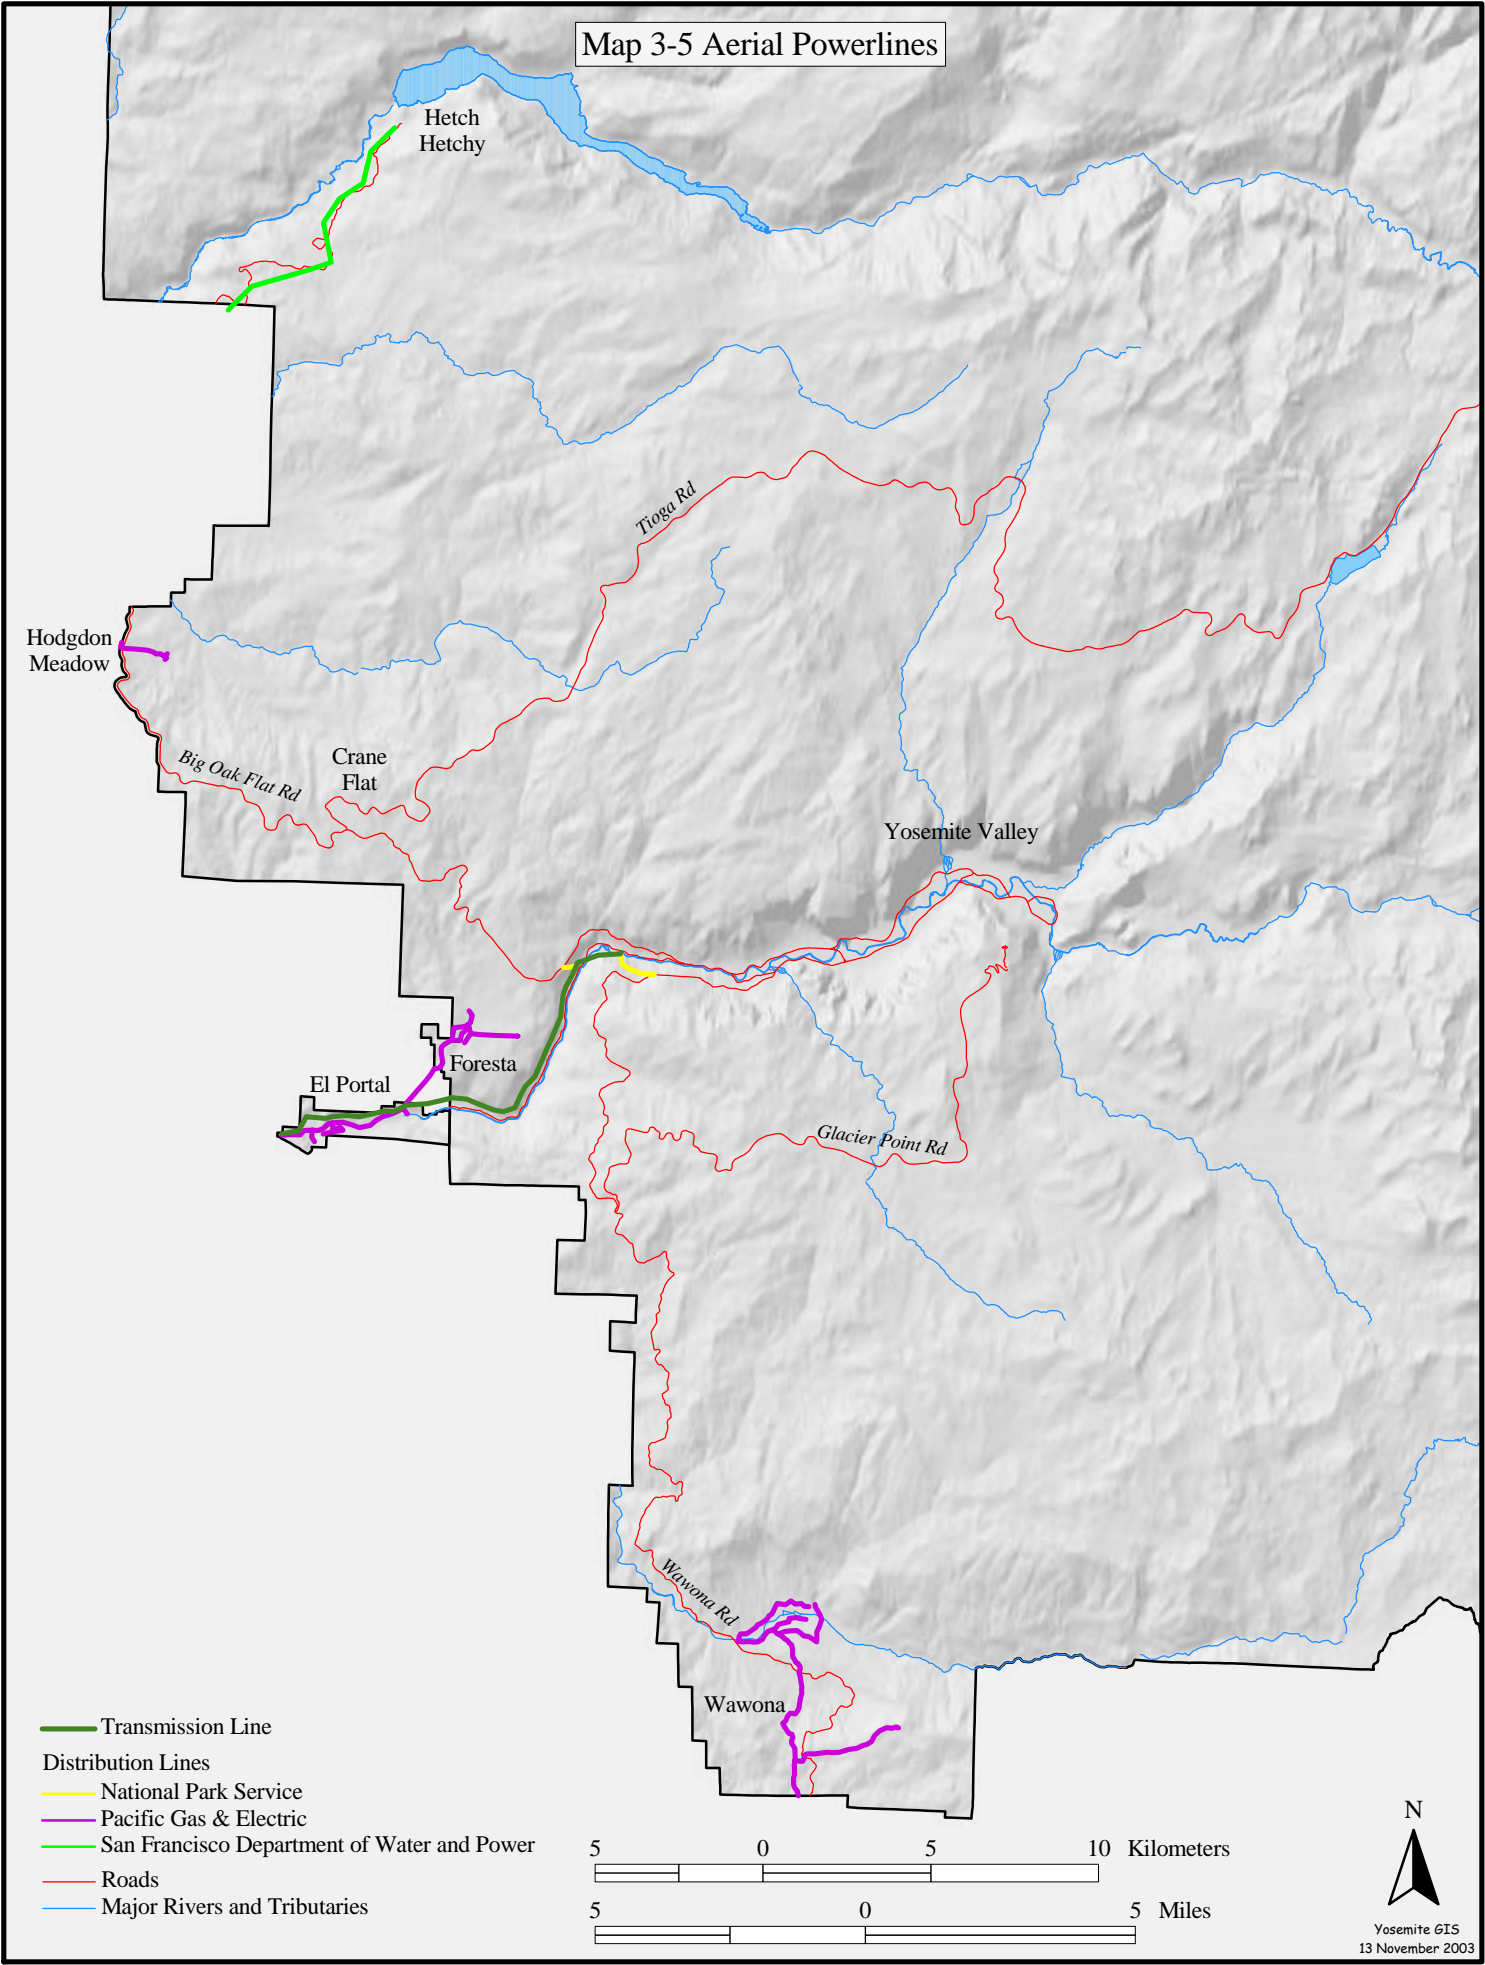 Map 3-5 Aerial Powerlines
Hetch
Hetchy
Tioga Rd
Hodgdon
Meadow
Crane
Flat
Big Oak Flat Rd
Yosemite Valley
Foresta
El Portal
Glacier Point Rd
Wawona Rd
Wawona
Transmission Line
Distribution Lines
National Park Service
Pacific Gas & Electric
San Francisco Department of Water and Power
Roads
Major Rivers and Tributaries
5 0 5 10 Kilometers
5 0 5 Miles
N
Yosemite GIS
13 November 2003